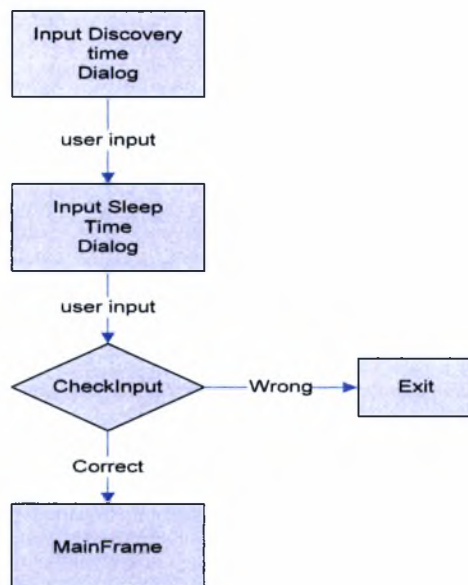 Input Discovery
time
Dialog
user input
Input Sleep
Time
Dialog
user input
CheckInput
Wrong
Exit
Correct
MainFrame